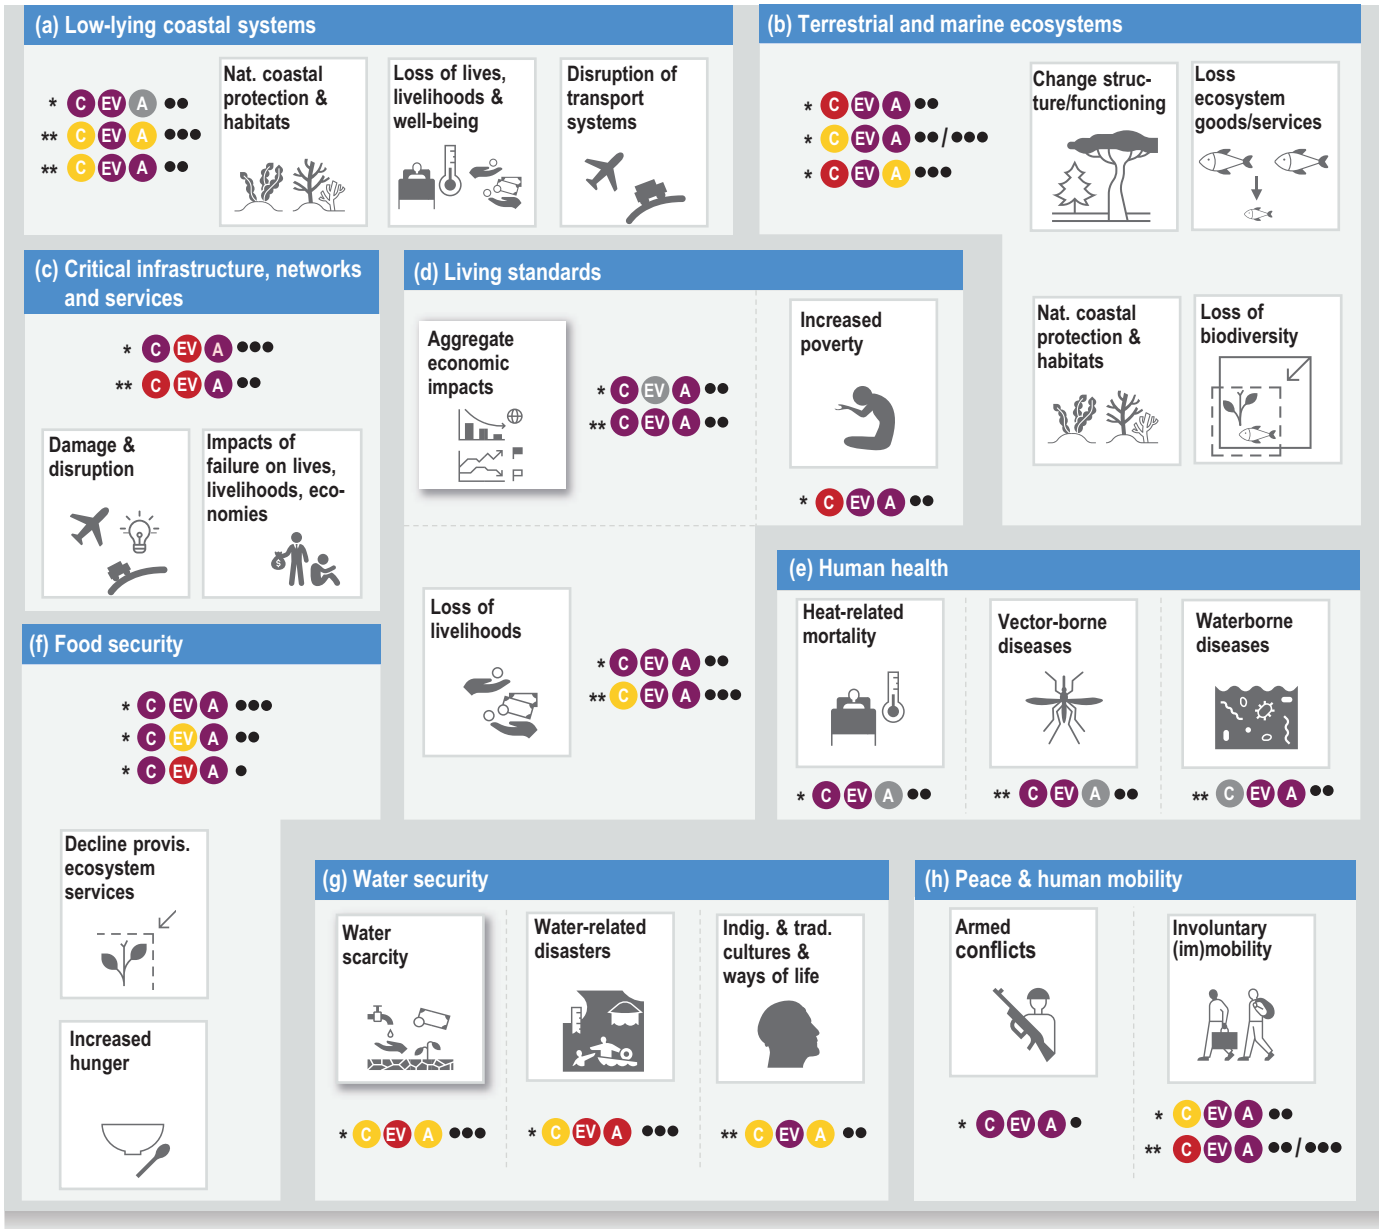 (a) Low-lying coastal systems
* C EV A ●●
** C EV A ●●●
** C EV A ●●
Nat. coastal
protection &
habitats
Loss of lives,
livelihoods &
well-being
Disruption of
transport
systems
(b) Terrestrial and marine ecosystems
* C EV A ●●
* C EV A ●●/●●●
* C EV A ●●●
Change struc-
ture/functioning
Loss
ecosystem
goods/services
Nat. coastal
protection &
habitats
Loss of
biodiversity
(c) Critical infrastructure, networks
and services
* C EV A ●●●
** C EV A ●●
Damage &
disruption
Impacts of
failure on lives,
livelihoods, eco-
nomies
$
(d) Living standards
Aggregate
economic
impacts
* C EV A ●●
** C EV A ●●
Increased
poverty
* C EV A ●●
Loss of
livelihoods
* C EV A ●●
** C EV A ●●●
(e) Human health
Heat-related
mortality
* C EV A ●●
Vector-borne
diseases
** C EV A ●●
Waterborne
diseases
** C EV A ●●
(f) Food security
* C EV A ●●●
* C EV A ●●
* C EV A ●
Decline provis.
ecosystem
services
Increased
hunger
(g) Water security
Water
scarcity
* C EV A ●●●
Water-related
disasters
* C EV A ●●●
Indig. & trad.
cultures &
ways of life
** C EV A ●●
(h) Peace & human mobility
Armed
conflicts
* C EV A ●
Involuntary
(im)mobility
* C EV A ●●
** C EV A ●●/●●●